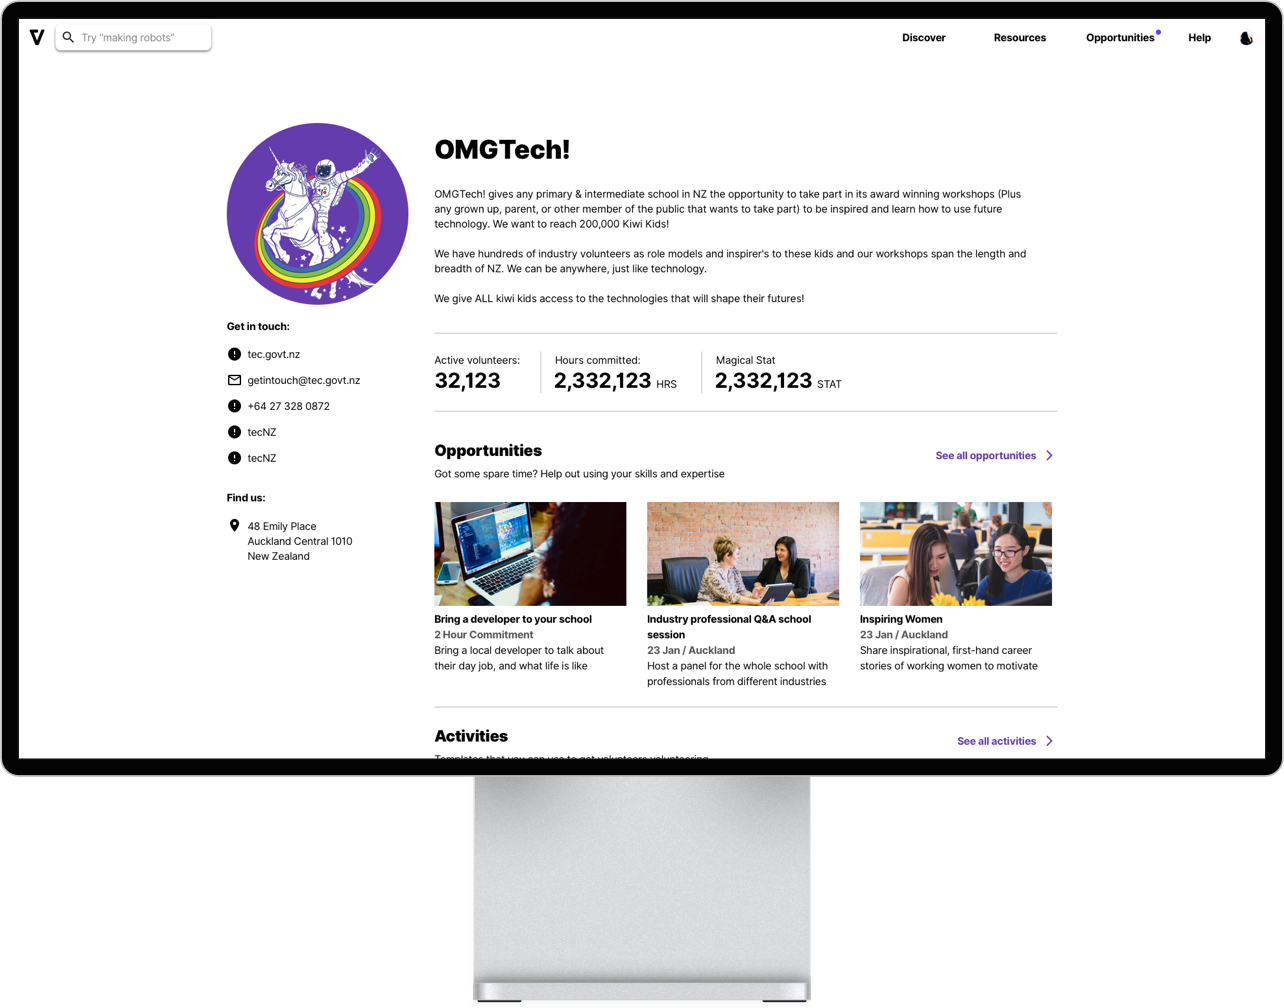 Try "making robots"
Discover
Resources
Opportunities
Help
OMGTech!
OMGTech! gives any primary & intermediate school in NZ the opportunity to take part in its award winning workshops (Plus
any grown up, parent, or other member of the public that wants to take part) to be inspired and learn how to use future
technology. We want to reach 200,000 Kiwi Kids!
We have hundreds of industry volunteers as role models and inspirer's to these kids and our workshops span the length and
breadth of NZ. We can be anywhere, just like technology.
We give ALL kiwi kids access to the technologies that will shape their futures!
Get in touch:
tec.govt.nz
getintouch@tec.govt.nz
+64 27 328 0872
tecNZ
tecNZ
Find us:
48 Emily Place
Auckland Central 1010
New Zealand
Active volunteers:
32,123
Hours committed:
2,332,123 HRS
Magical Stat
2,332,123 STAT
Opportunities
See all opportunities
Got some spare time? Help out using your skills and expertise
Bring a developer to your school
2 Hour Commitment
Bring a local developer to talk about
their day job, and what life is like
Industry professional Q&A school
session
23 Jan / Auckland
Host a panel for the whole school with
professionals from different industries
Inspiring Women
23 Jan / Auckland
Share inspirational, first-hand career
stories of working women to motivate
Activities
See all activities
Templates that you can use to get volunteers volunteering